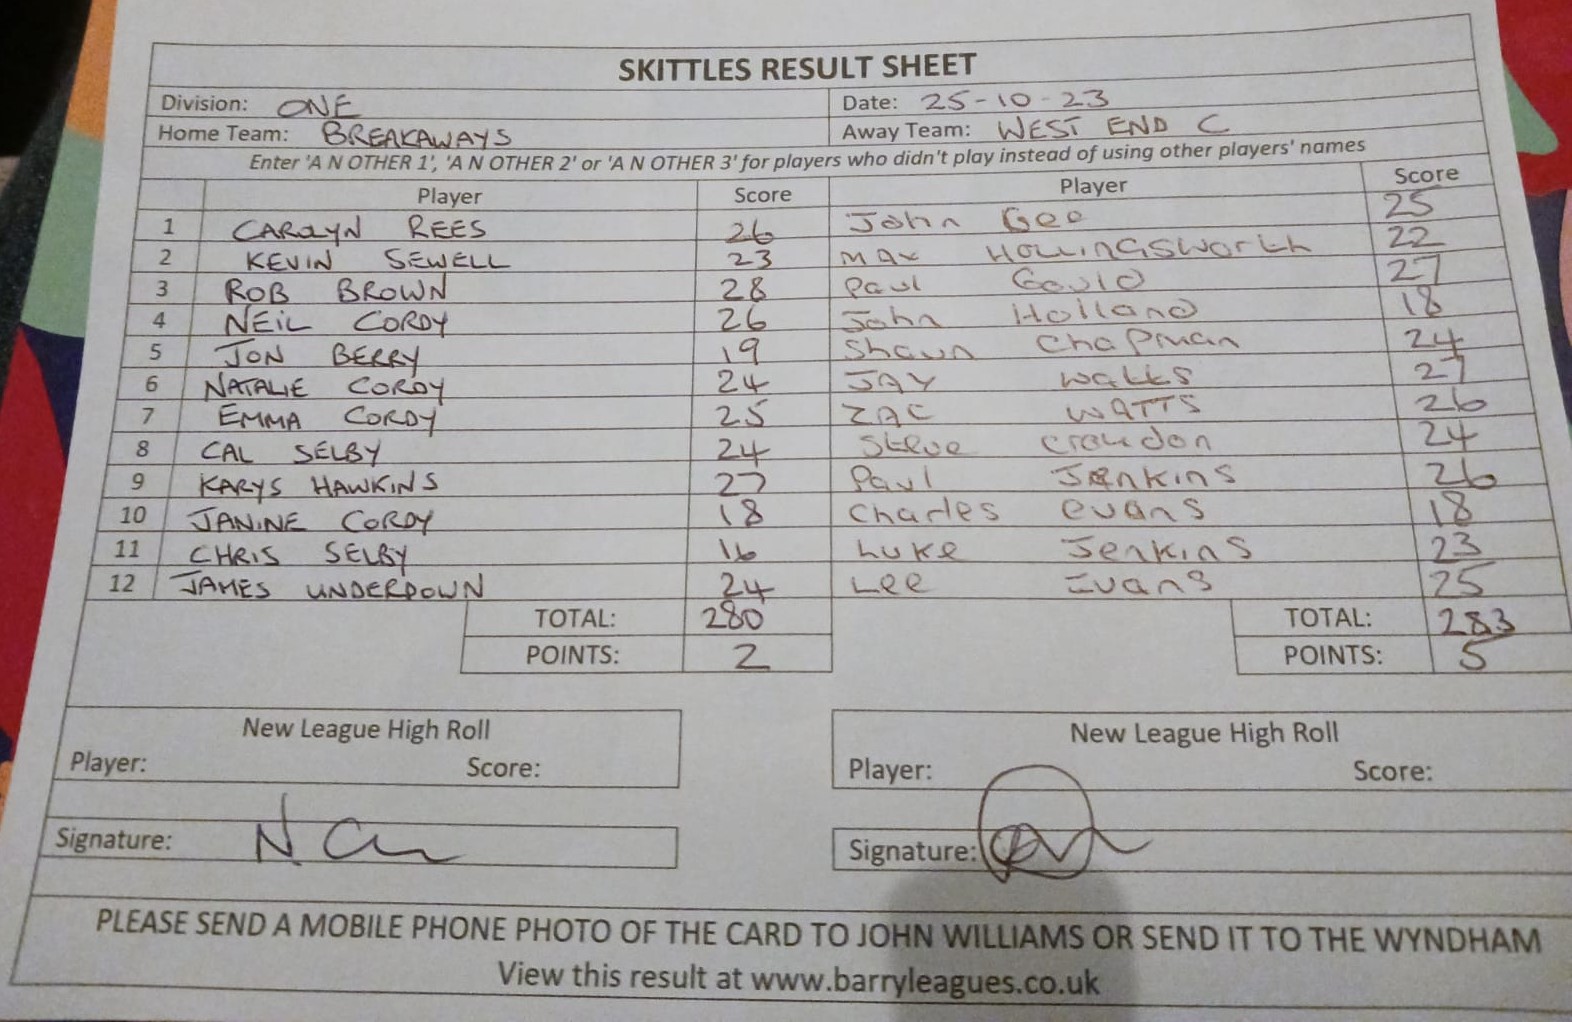 SKITTLES RESULT SHEET
Division: ONE Date: 25-10-23
Home Team: BREAKAWAYS Away Team: WEST END C
Enter 'A N OTHER 1', 'A N OTHER 2' or 'A N OTHER 3' for players who didn't play instead of using other players' names
Player Score Player Score
1 CAROLYN REES 26 John Gee 25
2 KEVIN SEWELL 23 Max HOLLINGSWORTH 22
3 ROB BROWN 28 Paul Gould 27
4 NEIL CORDY 26 John Holland 18
5 JON BERRY 19 Shaun Chapman 24
6 NATALIE CORDY 24 JAY Watts 27
7 EMMA CORDY 25 ZAC WATTS 26
8 CAL SELBY 24 Steve 24
9 KARYS HAWKINS 27 Paul Jenkins 26
10 JANINE CORDY 18 Charles evans 18
11 CHRIS SELBY 16 Luke Jenkins 23
12 JAMES UNDERDOWN 24 Lee Evans 25
TOTAL: 280 TOTAL: 283
POINTS: 2 POINTS: 5
New League High Roll New League High Roll
Player: Score: Player: Score:
Signature: Signature:
PLEASE SEND A MOBILE PHONE PHOTO OF THE CARD TO JOHN WILLIAMS OR SEND IT TO THE WYNDHAM
View this result at www.barryleagues.co.uk